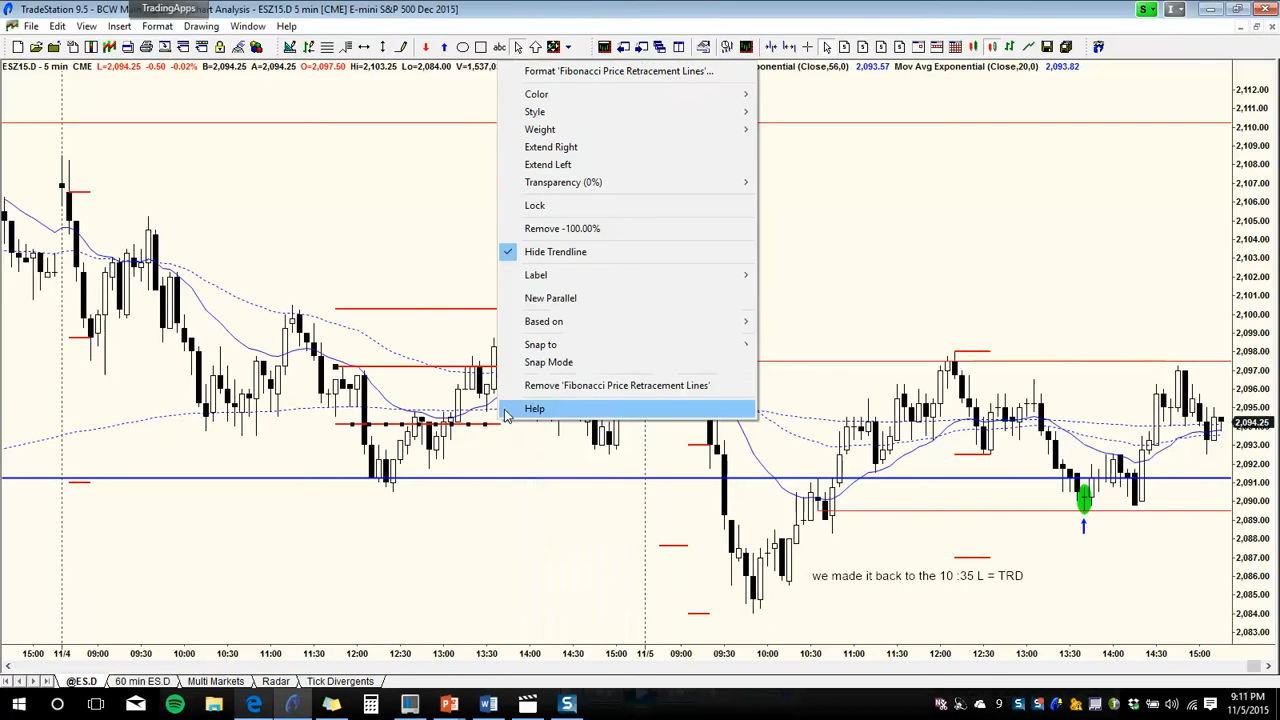 TradeStation 9.5 - BCW
TradingApps
Chart Analysis - ESZ15.D 5 min [CME] E-mini S&P 500 Dec 2015]
File Edit View Insert Format Drawing Window Help
abc
ESZ15.D - 5 min CME L=2,094.25 -0.50 -0.02% B=2,094.25 A=2,094.25 O=2,097.50 Hi=2,103.25 Lo=2,084.00 V=1,537,0
ponential (Close,56,0) 2,093.57 Mov Avg Exponential (Close,20,0) 2,093.82
Format 'Fibonacci Price Retracement Lines'...
Color
Style
Weight
Extend Right
Extend Left
Transparency (0%)
Lock
Remove -100.00%
Hide Trendline
Label
New Parallel
Based on
Snap to
Snap Mode
Remove 'Fibonacci Price Retracement Lines'
Help
2,112.00
2,111.00
2,110.00
2,109.00
2,108.00
2,107.00
2,106.00
2,105.00
2,104.00
2,103.00
2,102.00
2,101.00
2,100.00
2,099.00
2,098.00
2,097.00
2,096.00
2,095.00
2,094.25
2,093.00
2,092.00
2,091.00
2,090.00
2,089.00
2,088.00
2,087.00
2,086.00
2,085.00
2,084.00
2,083.00
we made it back to the 10 :35 L = TRD
15:00 11/4 09:00 09:30 10:00 10:30 11:00 11:30 12:00 12:30 13:00 13:30 14:00 14:30 15:00 11/5 09:00 09:30 10:00 10:30 11:00 11:30 12:00 12:30 13:00 13:30 14:00 14:30 15:00
@ES.D 60 min ES.D Multi Markets Radar Tick Divergents
9:11 PM
11/5/2015